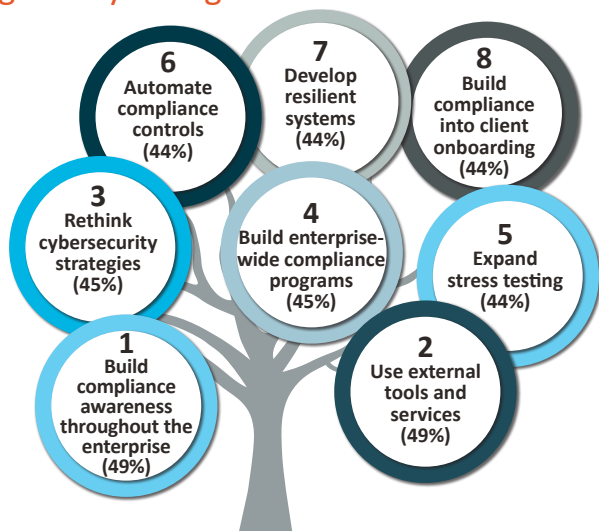 6
Automate
compliance
controls
(44%)
7
Develop
resilient
systems
(44%)
8
Build
compliance
into client
onboarding
(44%)
3
Rethink
cybersecurity
strategies
(45%)
4
Build enterprise-
wide compliance
programs
(45%)
5
Expand
stress testing
(44%)
1
Build
compliance
awareness
throughout the
enterprise
(49%)
2
Use external
tools and
services
(49%)